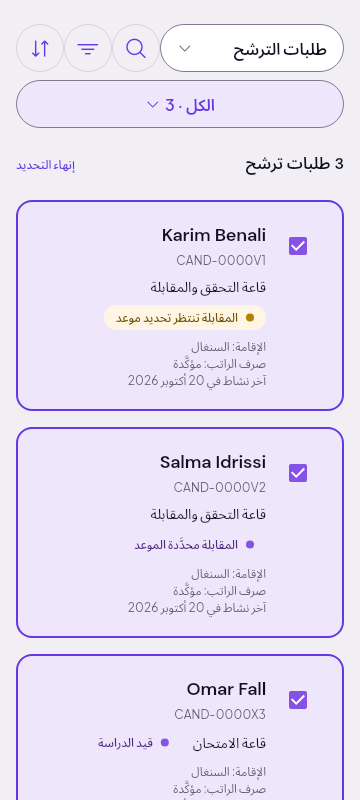 طلبات الترشح
الكل · 3
3 طلبات ترشح
إنهاء التحديد
Karim Benali
CAND-0000V1
قاعة التحقق والمقابلة
المقابلة تنتظر تحديد موعد
الإقامة: السنغال
صرف الراتب: مؤكَّدة
آخر نشاط في 20 أكتوبر 2026
Salma Idrissi
CAND-0000V2
قاعة التحقق والمقابلة
المقابلة محدَّدة الموعد
الإقامة: السنغال
صرف الراتب: مؤكَّدة
آخر نشاط في 20 أكتوبر 2026
Omar Fall
CAND-0000X3
قاعة الامتحان قيد الدراسة
الإقامة: السنغال
صرف الراتب: مؤكَّدة